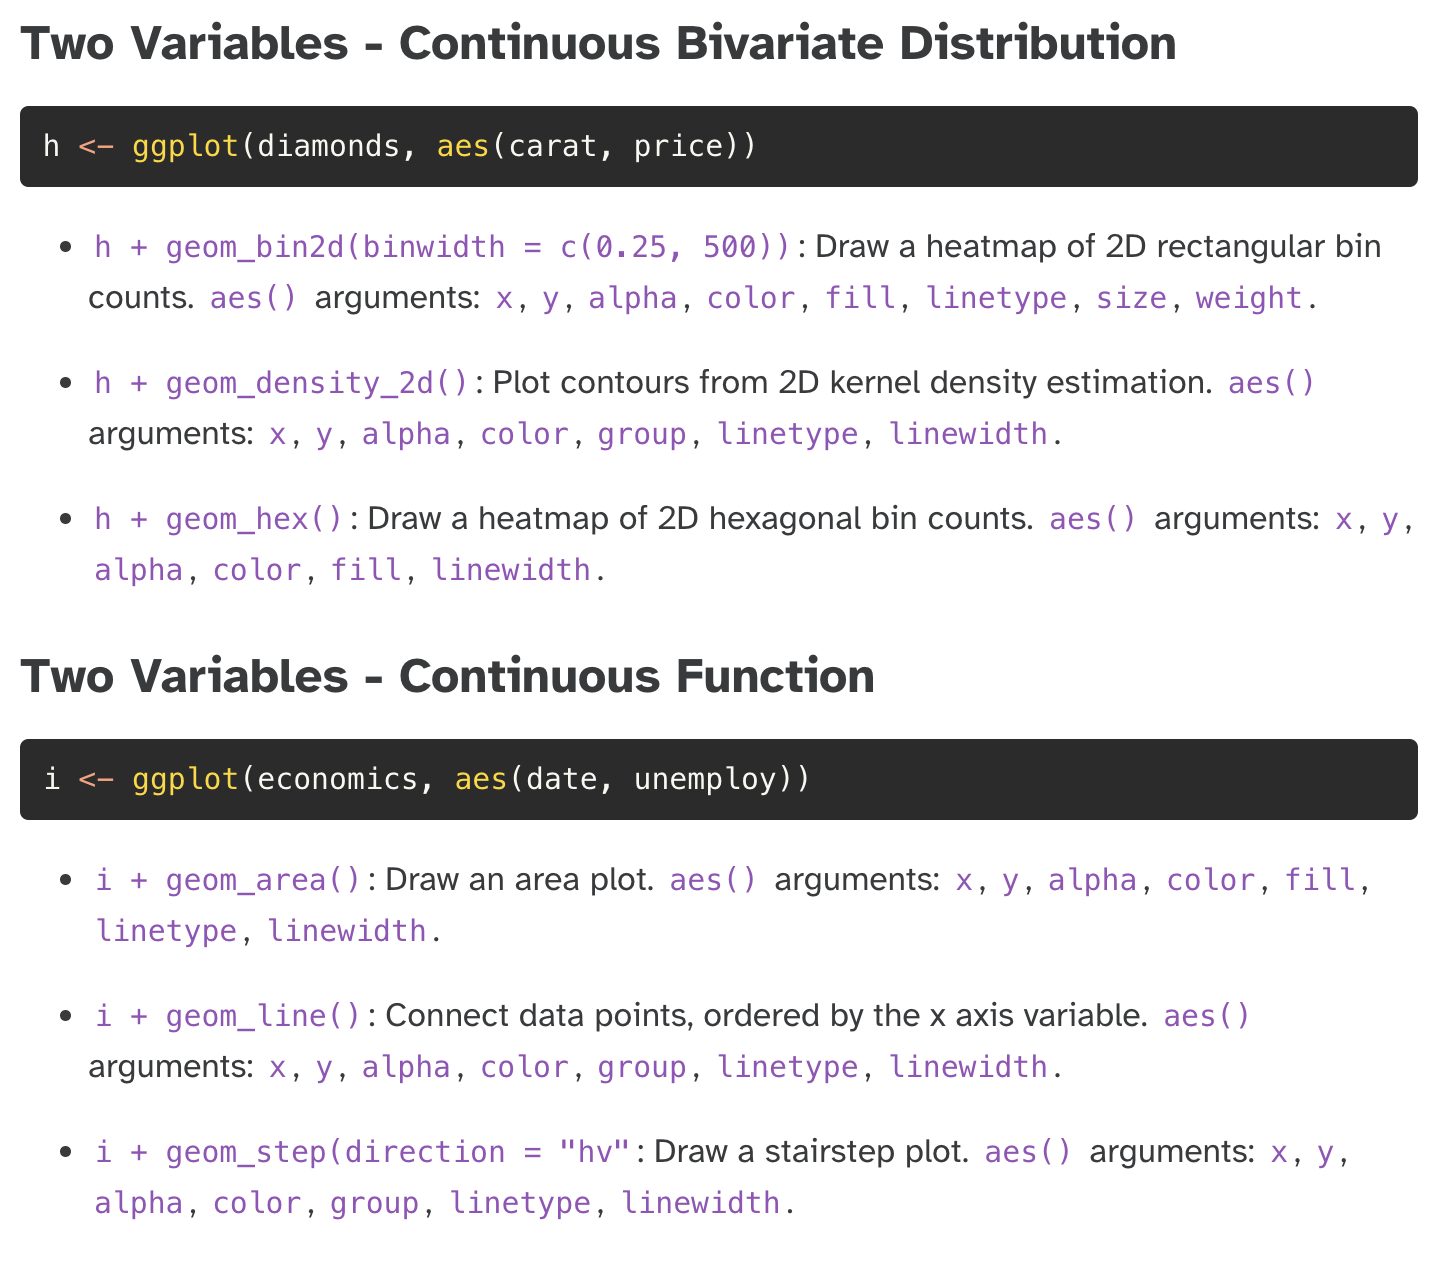 Two Variables - Continuous Bivariate Distribution
h <- ggplot(diamonds, aes(carat, price))
• h + geom_bin2d(binwidth = c(0.25, 500)): Draw a heatmap of 2D rectangular bin
counts. aes() arguments: x, y, alpha, color, fill, linetype, size, weight.
• h + geom_density_2d(): Plot contours from 2D kernel density estimation. aes()
arguments: x, y, alpha, color, group, linetype, linewidth.
• h + geom_hex(): Draw a heatmap of 2D hexagonal bin counts. aes() arguments: x, y,
alpha, color, fill, linewidth.
Two Variables - Continuous Function
i <- ggplot(economics, aes(date, unemploy))
• i + geom_area(): Draw an area plot. aes() arguments: x, y, alpha, color, fill,
linetype, linewidth.
• i + geom_line(): Connect data points, ordered by the x axis variable. aes()
arguments: x, y, alpha, color, group, linetype, linewidth.
• i + geom_step(direction = "hv": Draw a stairstep plot. aes() arguments: x, y,
alpha, color, group, linetype, linewidth.